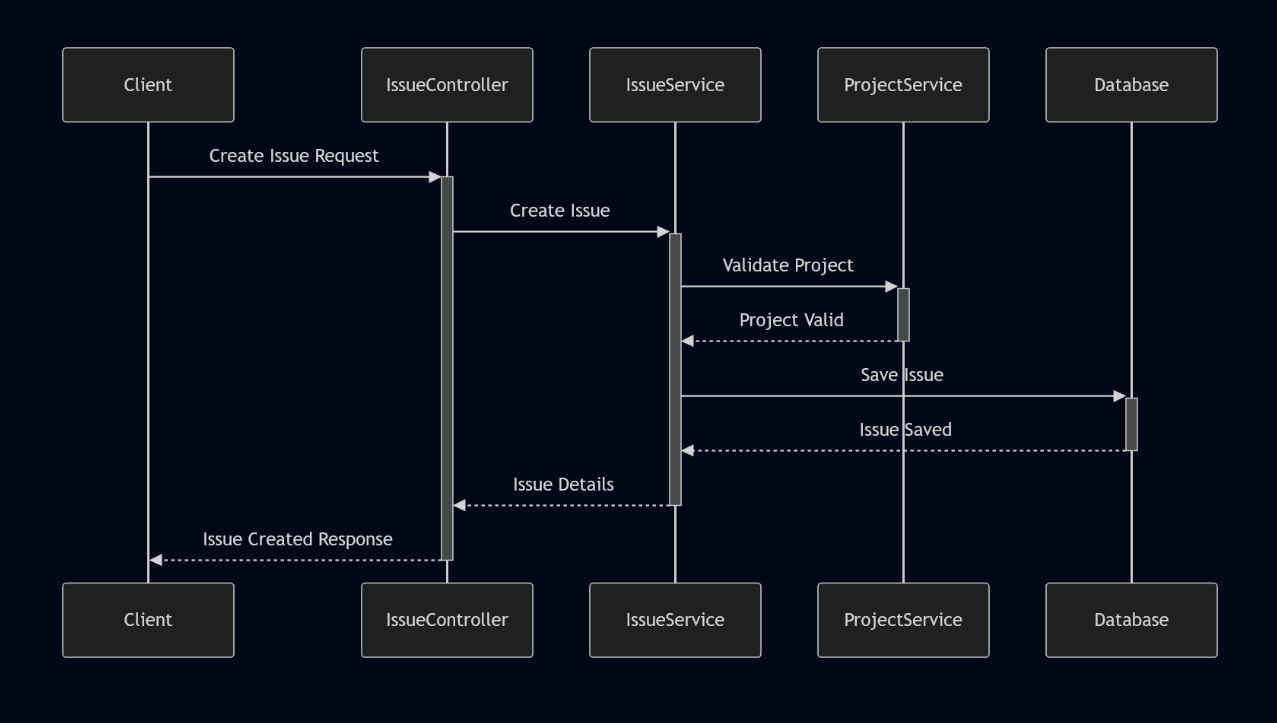 Client
IssueController
IssueService
ProjectService
Database
Create Issue Request
Create Issue
Validate Project
Project Valid
Save Issue
Issue Saved
Issue Details
Issue Created Response
Client
IssueController
IssueService
ProjectService
Database